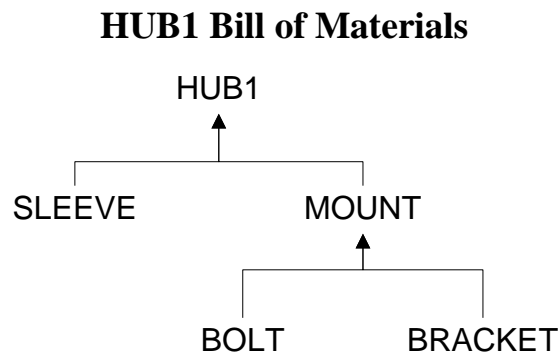 HUB1 Bill of Materials
HUB1
SLEEVE MOUNT
BOLT BRACKET